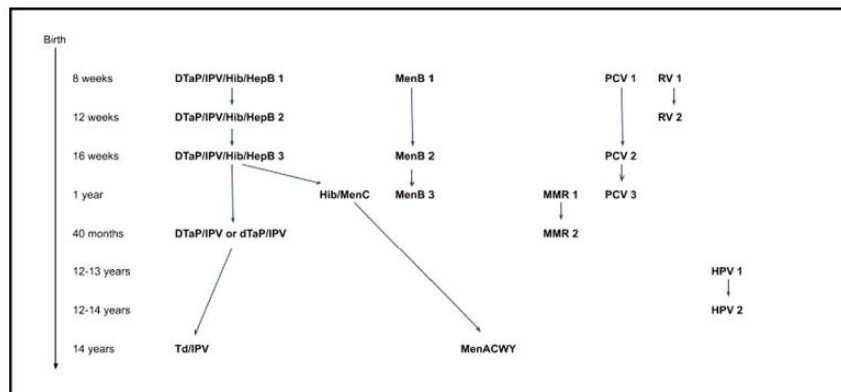 Birth
8 weeks DTaP/IPV/Hib/HepB 1 MenB 1 PCV 1 RV 1
12 weeks DTaP/IPV/Hib/HepB 2 RV 2
16 weeks DTaP/IPV/Hib/HepB 3 MenB 2 PCV 2
1 year Hib/MenC MenB 3 MMR 1 PCV 3
40 months DTaP/IPV or dTaP/IPV MMR 2
12-13 years HPV 1
12-14 years HPV 2
14 years Td/IPV MenACWY